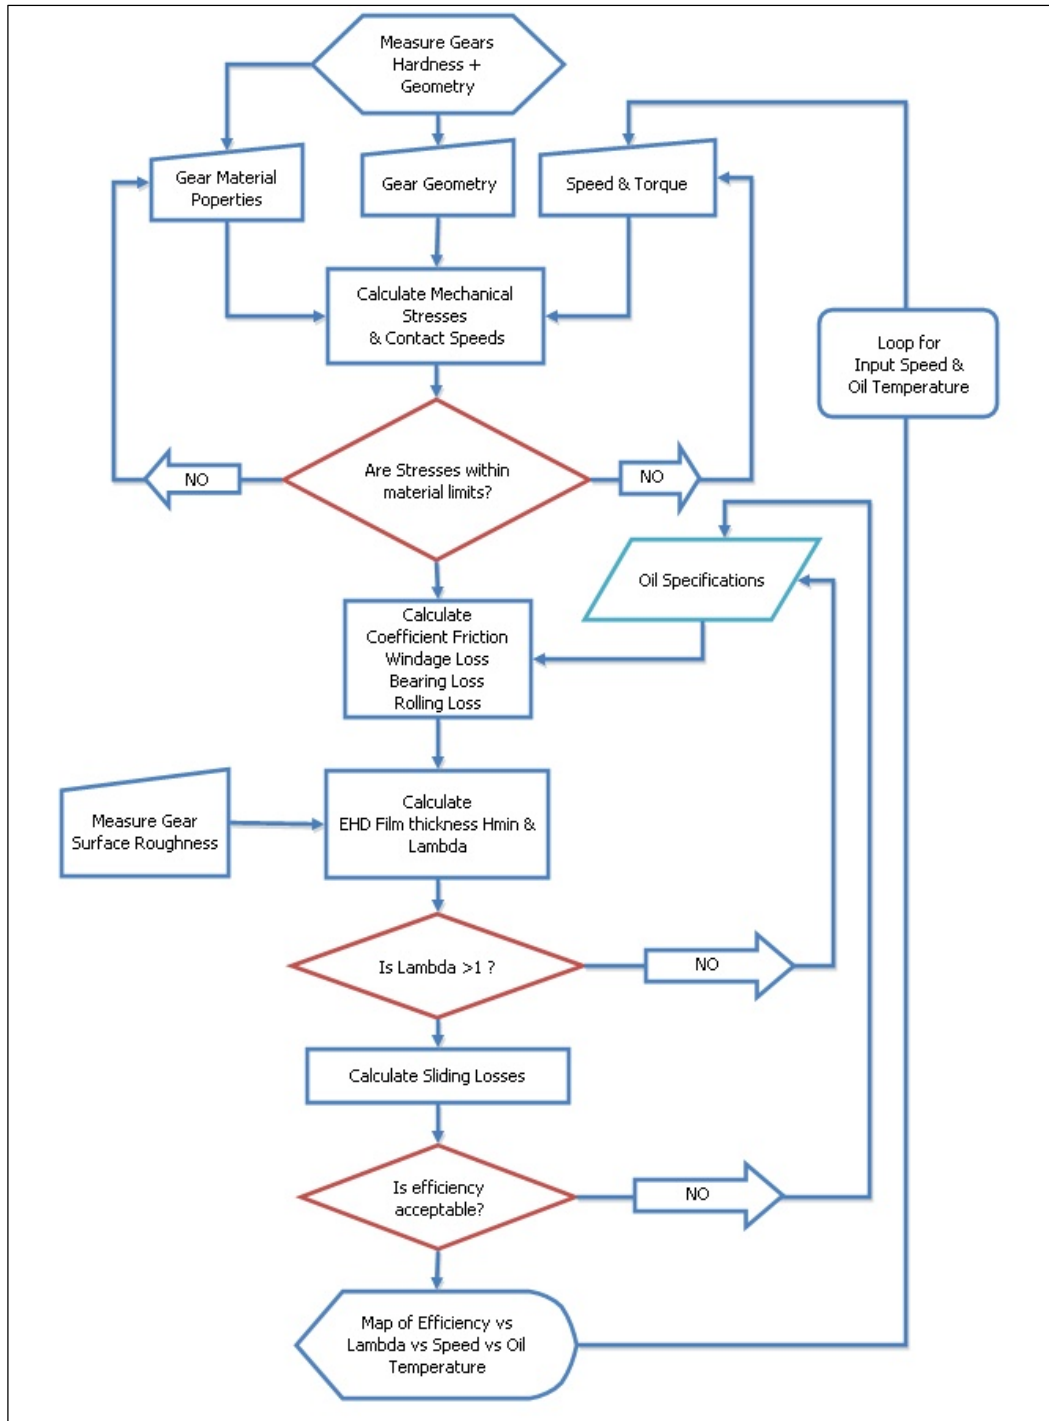 Measure Gears
Hardness +
Geometry
Gear Material
Poperties
Gear Geometry
Speed & Torque
Calculate Mechanical
Stresses
& Contact Speeds
Loop for
Input Speed &
Oil Temperature
NO
Are Stresses within
material limits?
NO
Oil Specifications
Calculate
Coefficient Friction
Windage Loss
Bearing Loss
Rolling Loss
Measure Gear
Surface Roughness
Calculate
EHD Film thickness Hmin &
Lambda
Is Lambda >1 ?
NO
Calculate Sliding Losses
Is efficiency
acceptable?
NO
Map of Efficiency vs
Lambda vs Speed vs Oil
Temperature